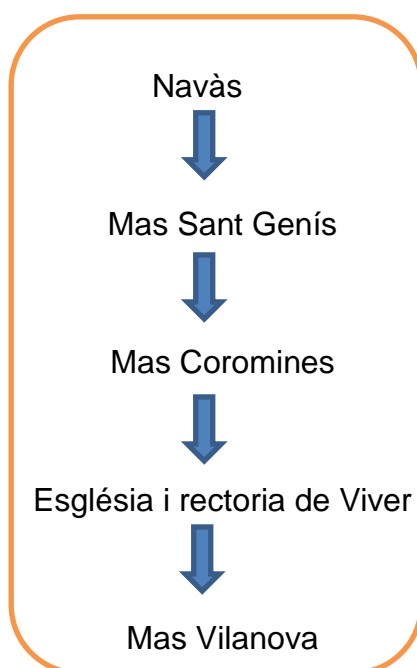 Navàs
Mas Sant Genís
Mas Coromines
Església i rectoria de Viver
Mas Vilanova